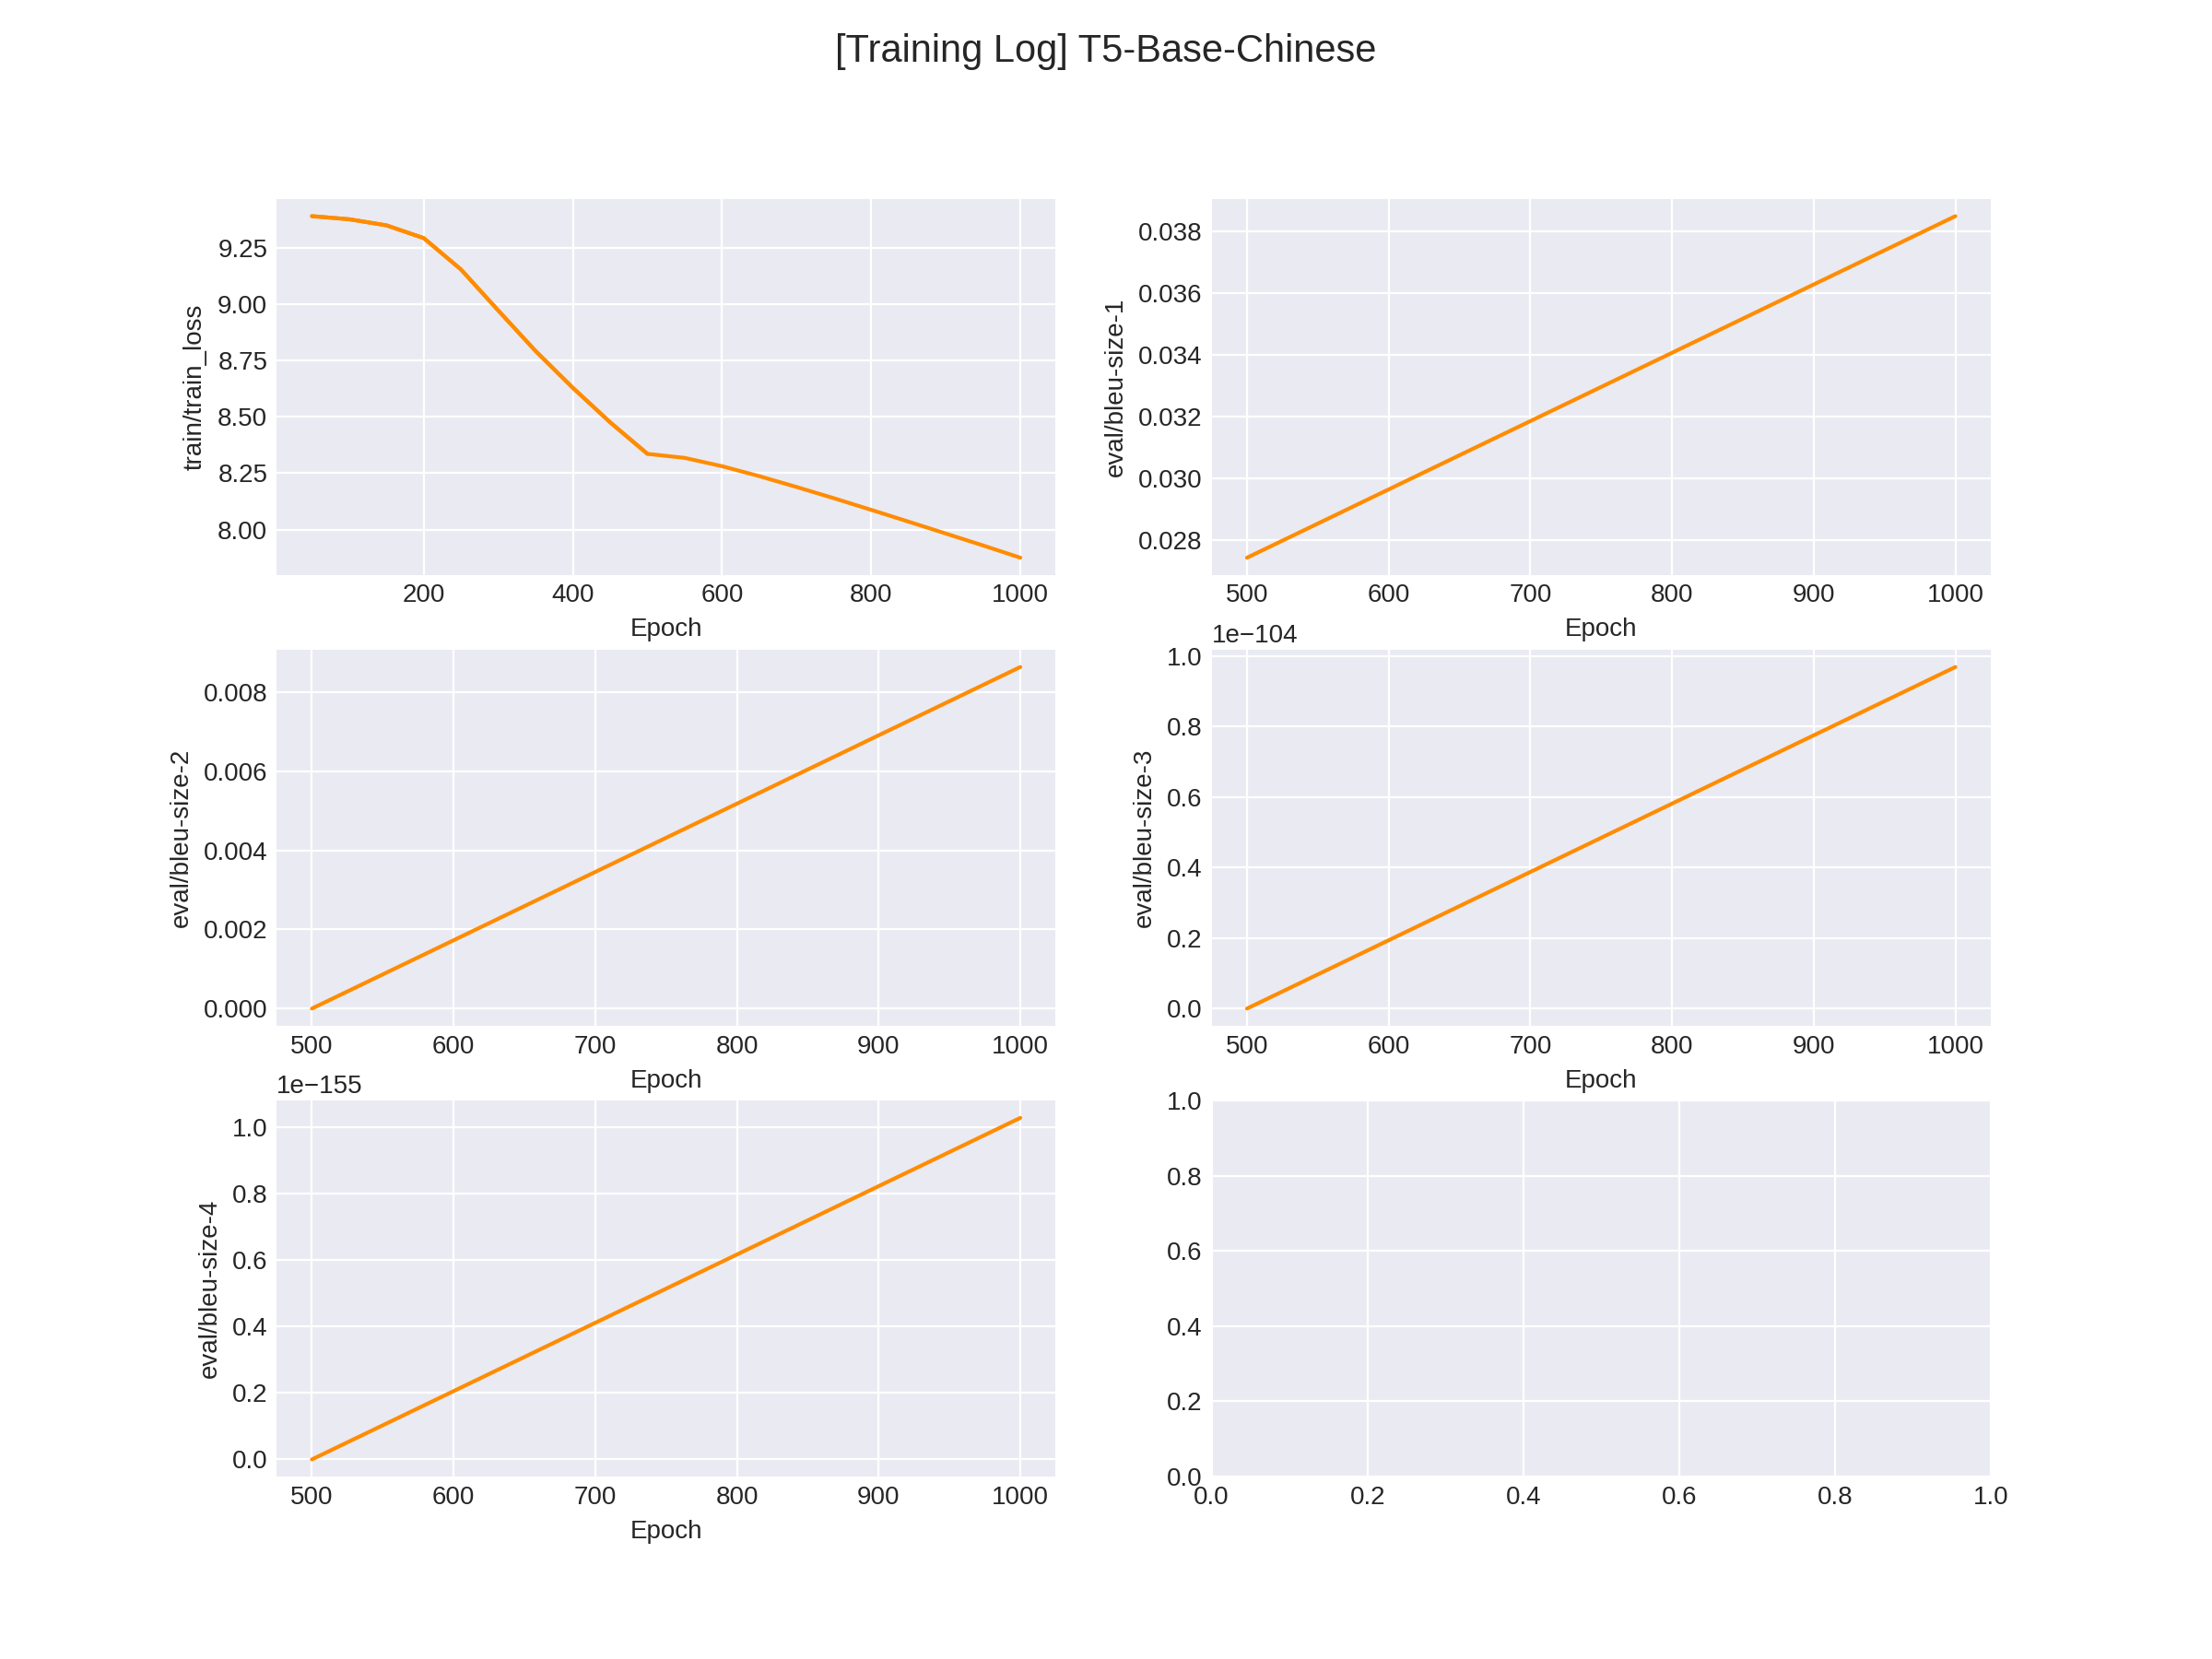 [Training Log] T5-Base-Chinese
train/train_loss
9.25
9.00
8.75
8.50
8.25
8.00
200 400 600 800 1000
Epoch
eval/bleu-size-1
0.038
0.036
0.034
0.032
0.030
0.028
500 600 700 800 900 1000
Epoch
eval/bleu-size-2
0.008
0.006
0.004
0.002
0.000
500 600 700 800 900 1000
Epoch
1e−104
eval/bleu-size-3
1.0
0.8
0.6
0.4
0.2
0.0
500 600 700 800 900 1000
Epoch
1e−155
eval/bleu-size-4
1.0
0.8
0.6
0.4
0.2
0.0
500 600 700 800 900 1000
Epoch
1.0
0.8
0.6
0.4
0.2
0.0
0.0 0.2 0.4 0.6 0.8 1.0